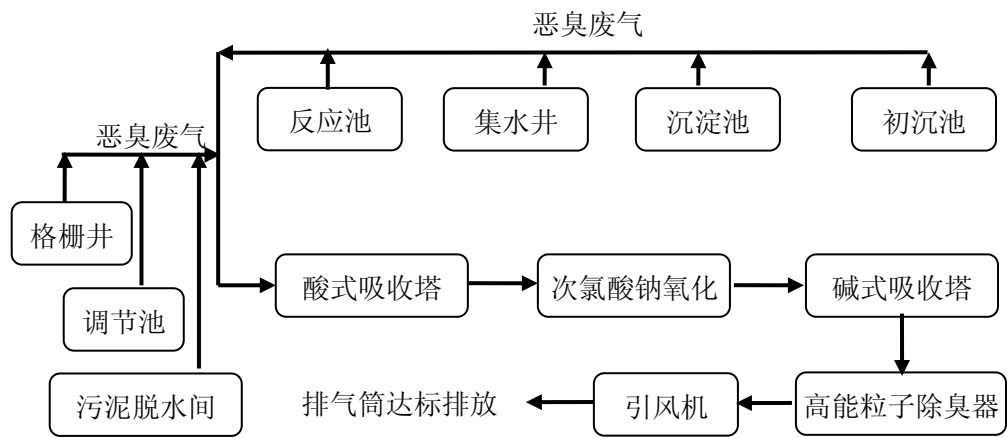 恶臭废气
反应池
集水井
沉淀池
初沉池
恶臭废气
格栅井
调节池
污泥脱水间
酸式吸收塔
次氯酸钠氧化
碱式吸收塔
排气筒达标排放
引风机
高能粒子除臭器